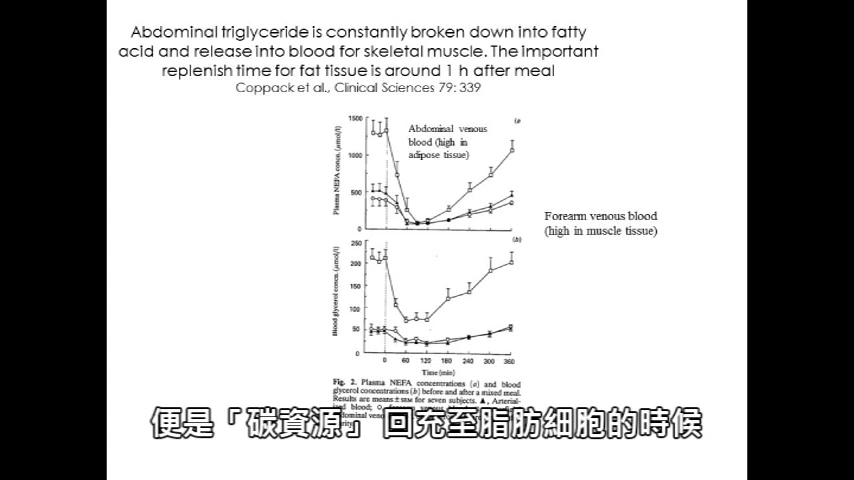 Abdominal triglyceride is constantly broken down into fatty
acid and release into blood for skeletal muscle. The important
replenish time for fat tissue is around 1 h after meal
Coppack et al., Clinical Sciences 79: 339
(a
1500
1000
500
0
Plasma NEFA concn. (μmol/l)
Abdominal venous
blood (high in
adipose tissue)
Forearm venous blood
(high in muscle tissue)
(b)
250
200
150
100
50
0
Blood glycerol concn. (μmol/l)
0 60 120 180 240 300 360
Time (min)
Fig. 2. Plasma NEFA concentrations (a) and blood
glycerol concentrations (b) before and after a mixed meal.
Results are means ± SEM for seven subjects. ▲, Arterial-
blood;
便是「碳資源」回充至脂肪細胞的時候